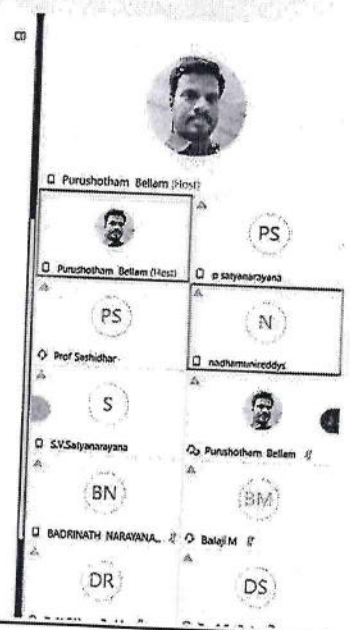 Purushotham Bellam (Host)
PS
Purushotham Bellam (Host)
p satyanarayana
PS
N
Prof Sashidhar
nadhamunireddys
S
S.V.Satyanarayana
Purushotham Bellam
BN
BM
BADRINATH NARAYANA...
Balaji M
DR
DS